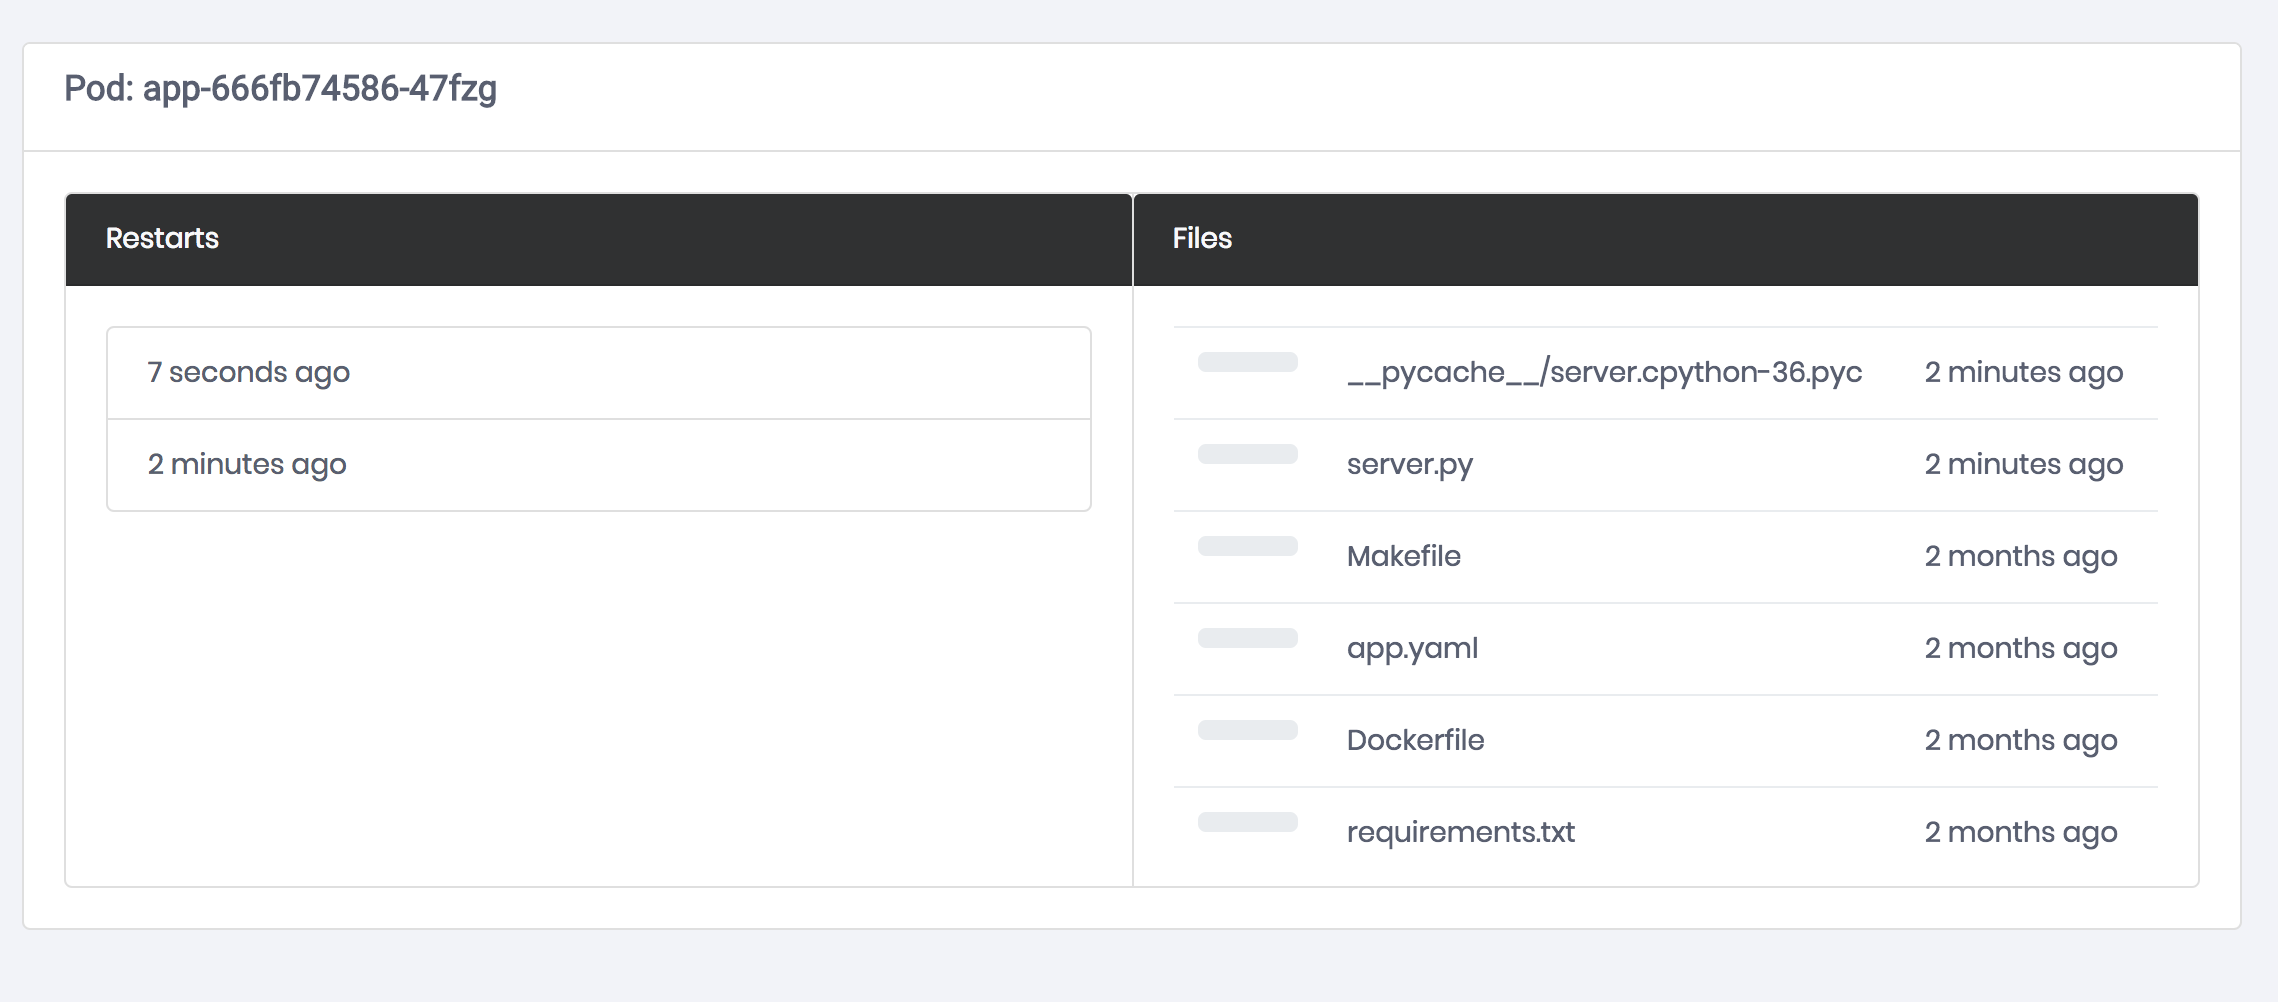 Pod: app-666fb74586-47fzg
Restarts
7 seconds ago
2 minutes ago
Files
__pycache__/server.cpython-36.pyc 2 minutes ago
server.py 2 minutes ago
Makefile 2 months ago
app.yaml 2 months ago
Dockerfile 2 months ago
requirements.txt 2 months ago